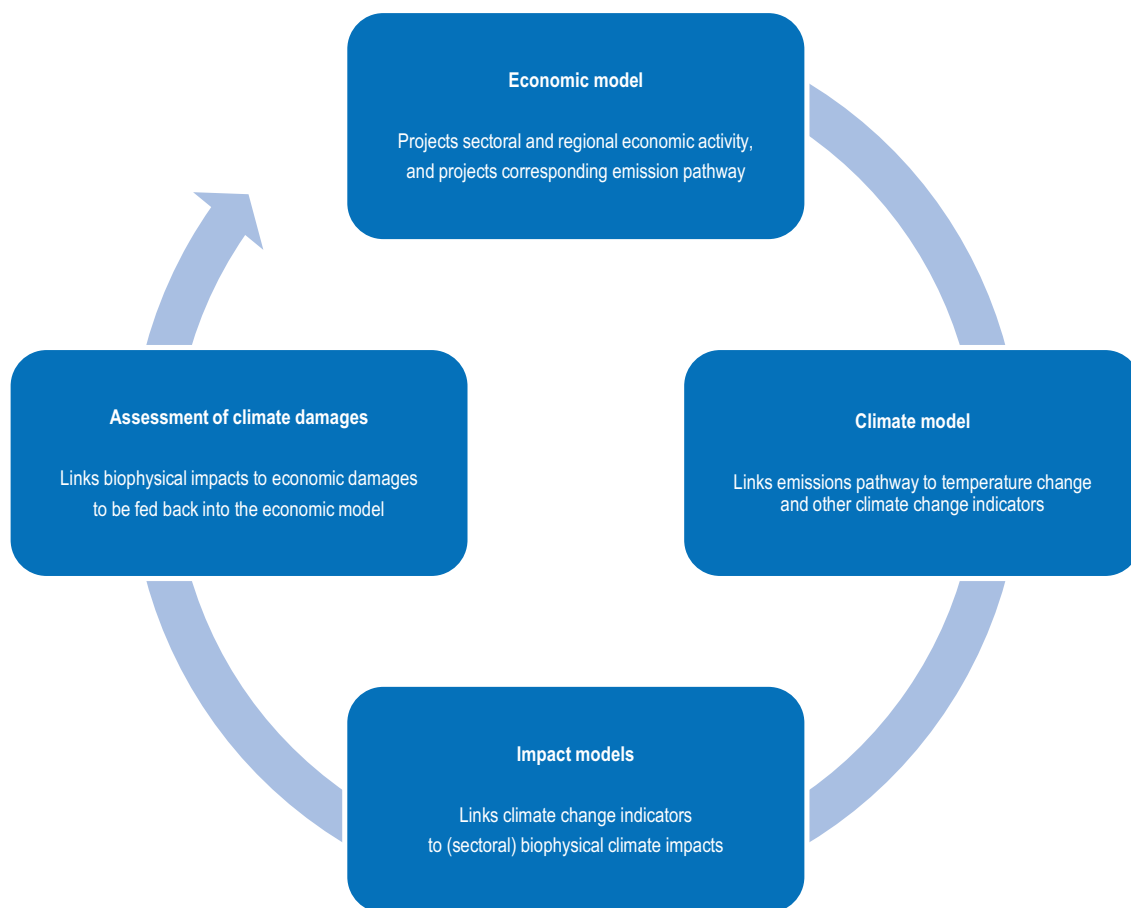 Economic model
Projects sectoral and regional economic activity,
and projects corresponding emission pathway
Assessment of climate damages
Links biophysical impacts to economic damages
to be fed back into the economic model
Climate model
Links emissions pathway to temperature change
and other climate change indicators
Impact models
Links climate change indicators
to (sectoral) biophysical climate impacts